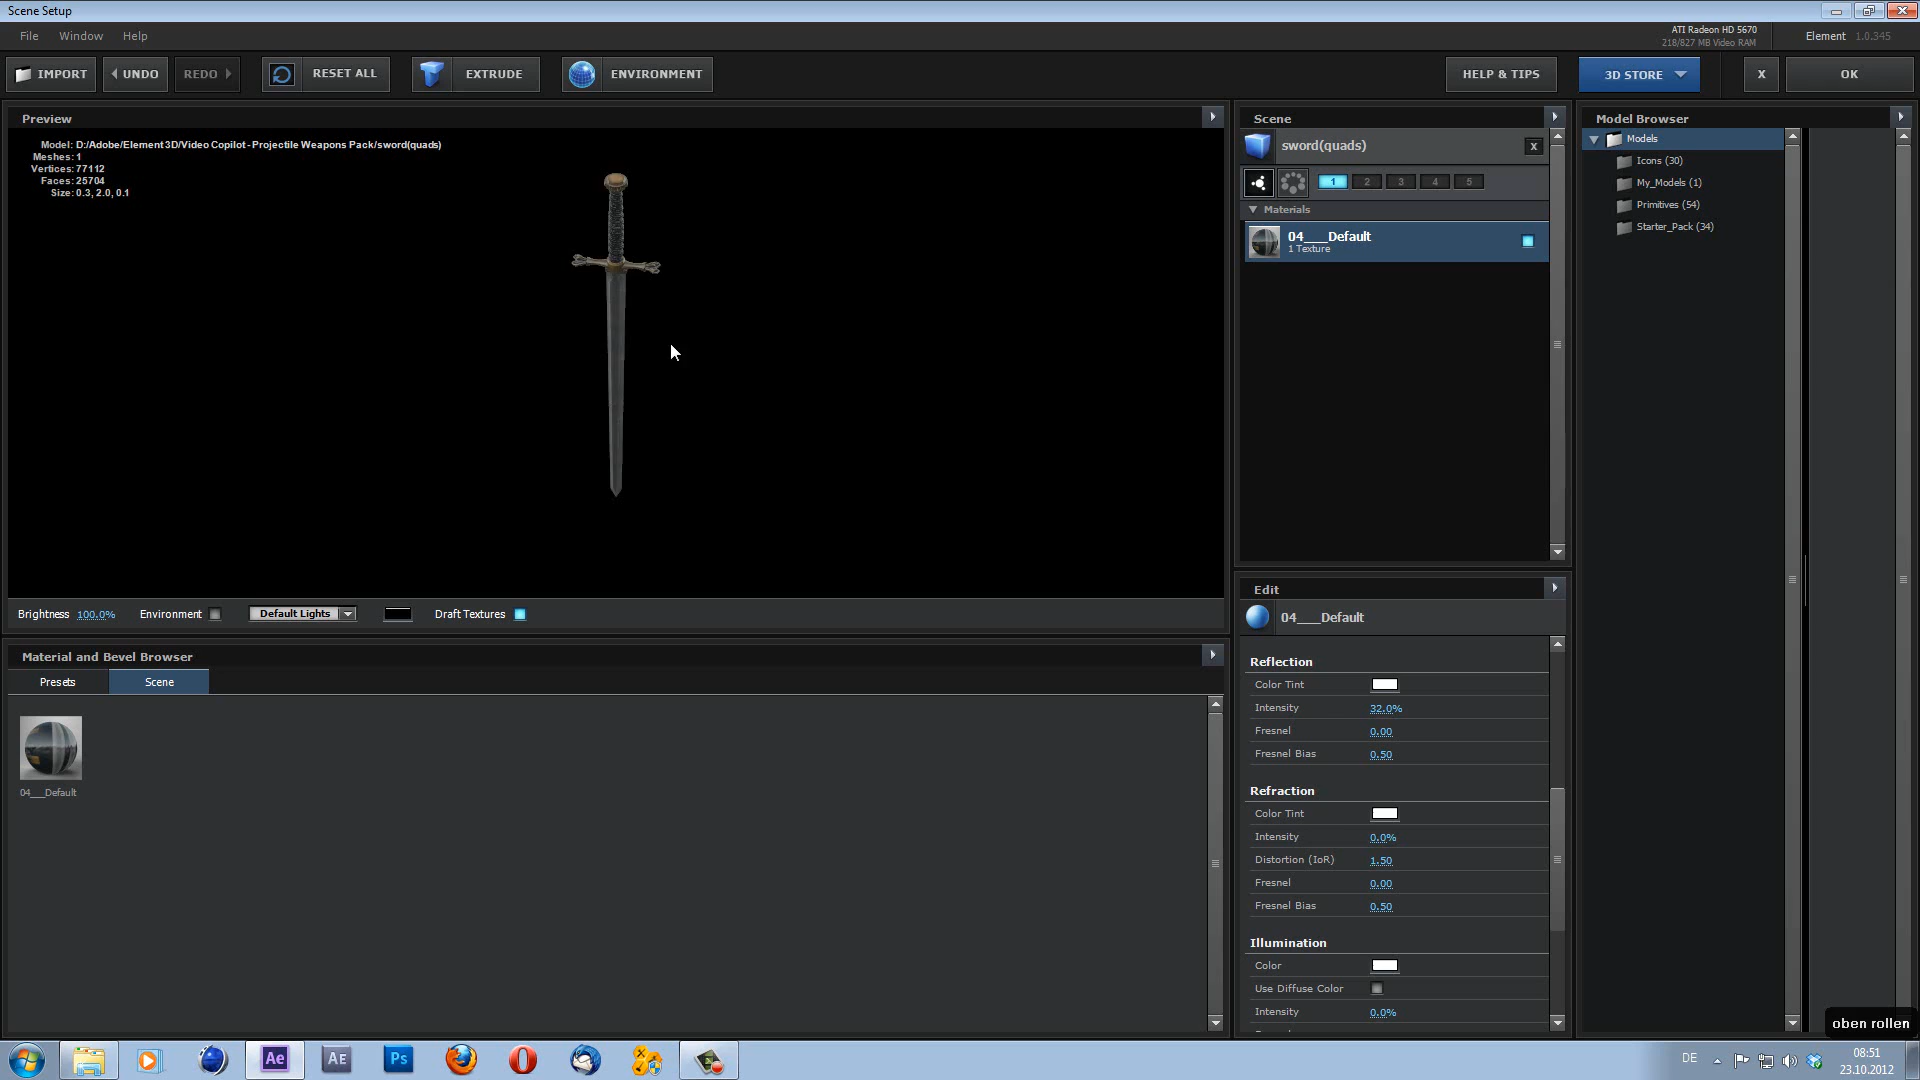 Scene Setup
File Window Help
ATI Radeon HD 5670
218/827 MB Video RAM
Element 1.0.345
IMPORT UNDO REDO RESET ALL EXTRUDE ENVIRONMENT HELP & TIPS 3D STORE X OK
Preview
Model: D:/Adobe/Element3D/Video Copilot - Projectile Weapons Pack/sword(quads)
Meshes: 1
Vertices: 77112
Faces: 25704
Size: 0.3, 2.0, 0.1
Brightness 100.0% Environment Default Lights Draft Textures
Material and Bevel Browser
Presets Scene
04___Default
Scene
sword(quads) x
1 2 3 4 5
Materials
04___Default
1 Texture
Edit
04___Default
Reflection
Color Tint
Intensity 32.0%
Fresnel 0.00
Fresnel Bias 0.50
Refraction
Color Tint
Intensity 0.0%
Distortion (IoR) 1.50
Fresnel 0.00
Fresnel Bias 0.50
Illumination
Color
Use Diffuse Color
Intensity 0.0%
Model Browser
Models
Icons (30)
My_Models (1)
Primitives (54)
Starter_Pack (34)
oben rollen
Ae AE Ps
DE
08:51
23.10.2012